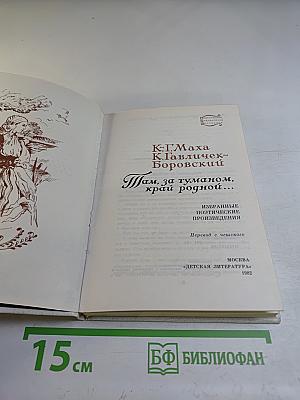 К.-Г. Маха
К. Гавличек-
Боровский
Там, за туманом,
край родной...
ИЗБРАННЫЕ
ПОЭТИЧЕСКИЕ
ПРОИЗВЕДЕНИЯ
Перевод с чешского
МОСКВА
«ДЕТСКАЯ ЛИТЕРАТУРА»
1982
15 см
БФ БИБЛИОФАН